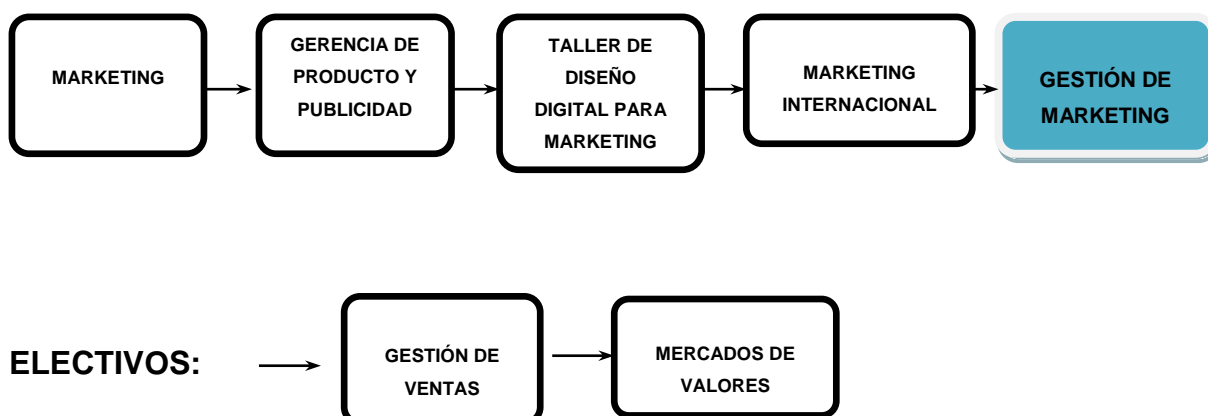 MARKETING
GERENCIA DE
PRODUCTO Y
PUBLICIDAD
TALLER DE
DISEÑO
DIGITAL PARA
MARKETING
MARKETING
INTERNACIONAL
GESTIÓN DE
MARKETING
ELECTIVOS:
GESTIÓN DE
VENTAS
MERCADOS DE
VALORES